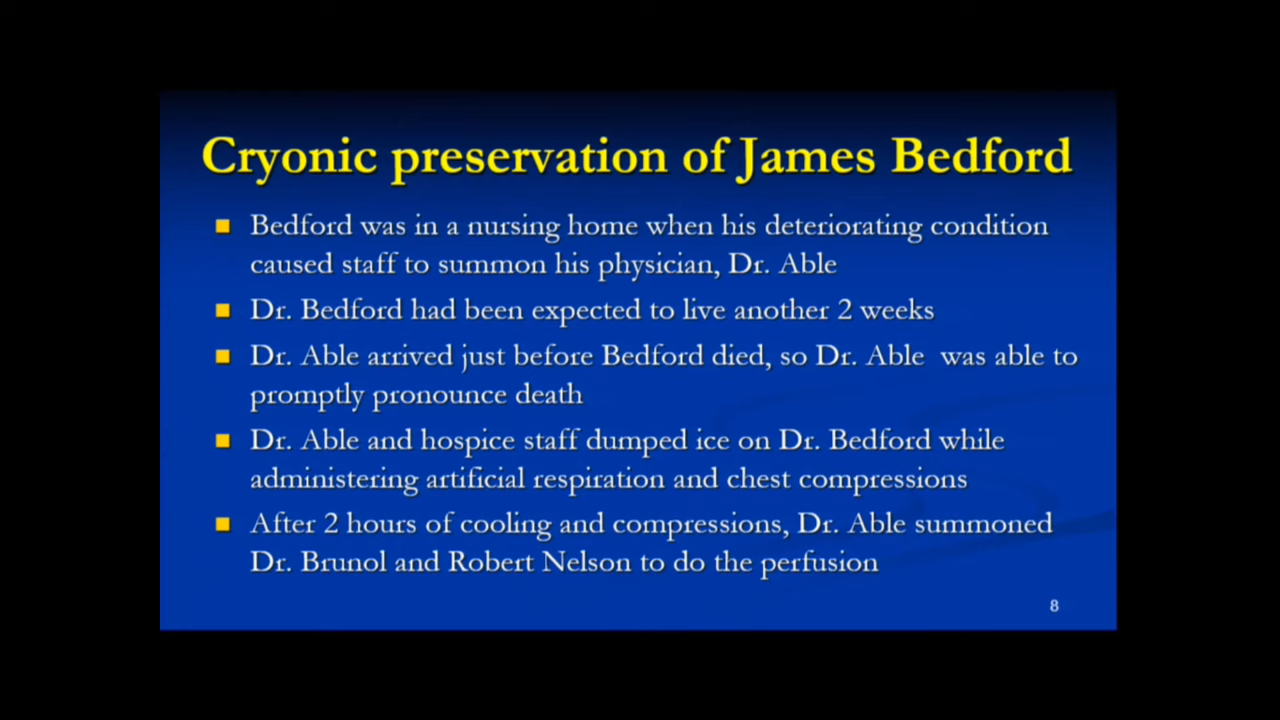 Cryonic preservation of James Bedford
Bedford was in a nursing home when his deteriorating condition
caused staff to summon his physician, Dr. Able
Dr. Bedford had been expected to live another 2 weeks
Dr. Able arrived just before Bedford died, so Dr. Able  was able to
promptly pronounce death
Dr. Able and hospice staff dumped ice on Dr. Bedford while
administering artificial respiration and chest compressions
After 2 hours of cooling and compressions, Dr. Able summoned
Dr. Brunol and Robert Nelson to do the perfusion
8